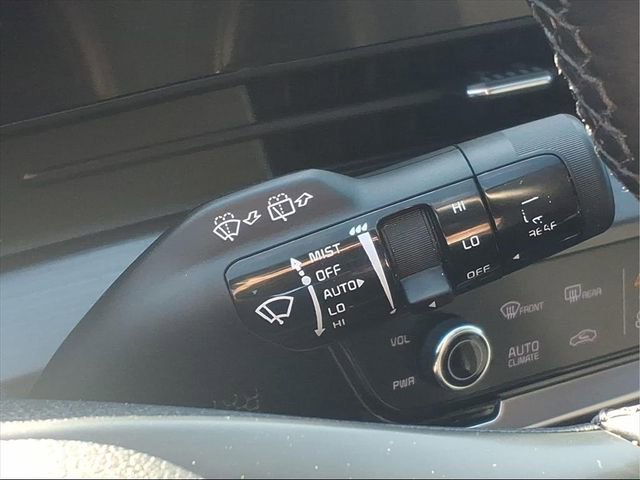 MIST
OFF
AUTO
LO
HI
HI
LO
OFF
REAR
VOL
PWR
FRONT
REAR
AUTO
CLIMATE